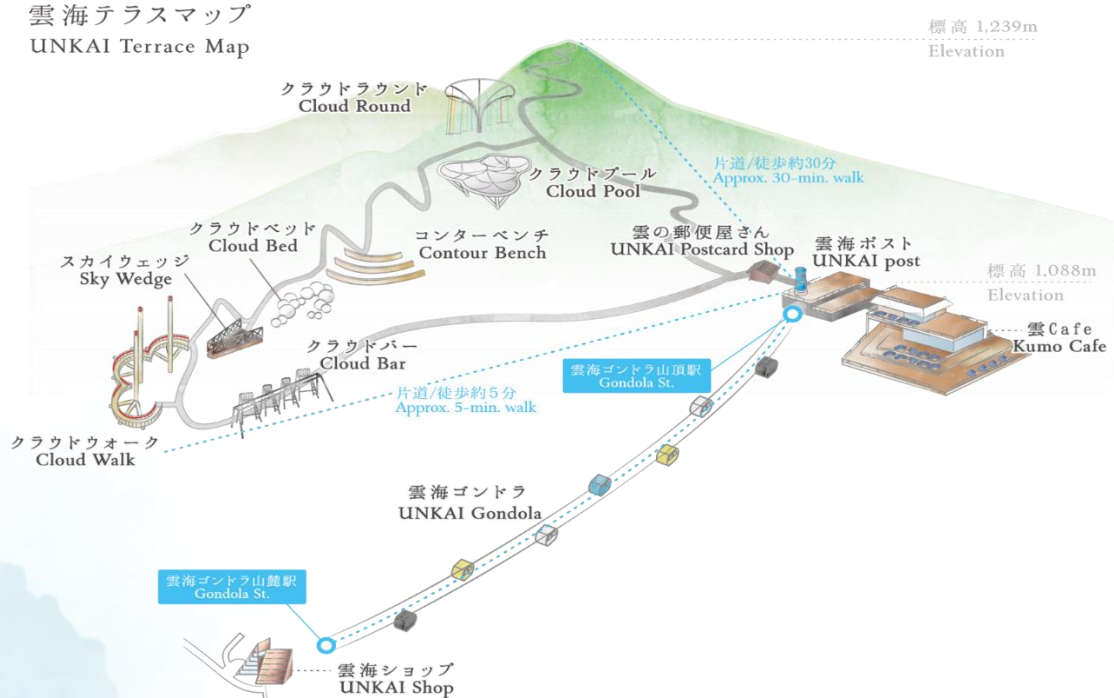 雲海テラスマップ
UNKAI Terrace Map
標高 1,239m
Elevation
クラウドラウンド
Cloud Round
片道/徒歩約30分
Approx. 30-min. walk
クラウドプール
Cloud Pool
クラウドベッド
Cloud Bed
コンターベンチ
Contour Bench
雲の郵便屋さん
UNKAI Postcard Shop
雲海ポスト
UNKAI post
スカイウェッジ
Sky Wedge
標高 1,088m
Elevation
雲Cafe
Kumo Cafe
クラウドバー
Cloud Bar
雲海ゴンドラ山頂駅
Gondola St.
片道/徒歩約5分
Approx. 5-min. walk
クラウドウォーク
Cloud Walk
雲海ゴンドラ
UNKAI Gondola
雲海ゴンドラ山麓駅
Gondola St.
雲海ショップ
UNKAI Shop